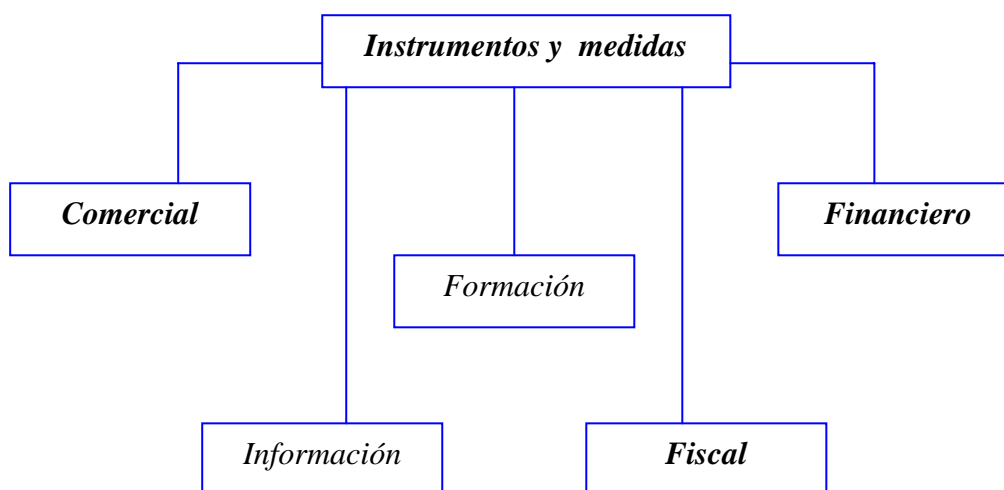 Instrumentos y medidas
Comercial
Financiero
Formación
Información
Fiscal